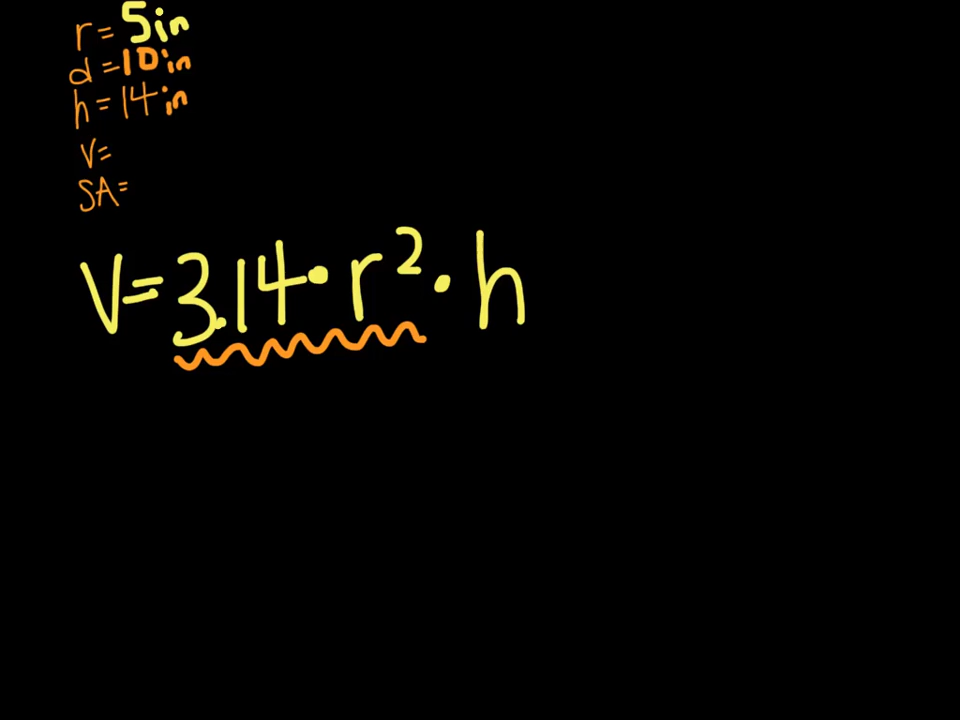 r = 5in
d = 10in
h = 14in
V=
SA=
V=3.14•r²•h